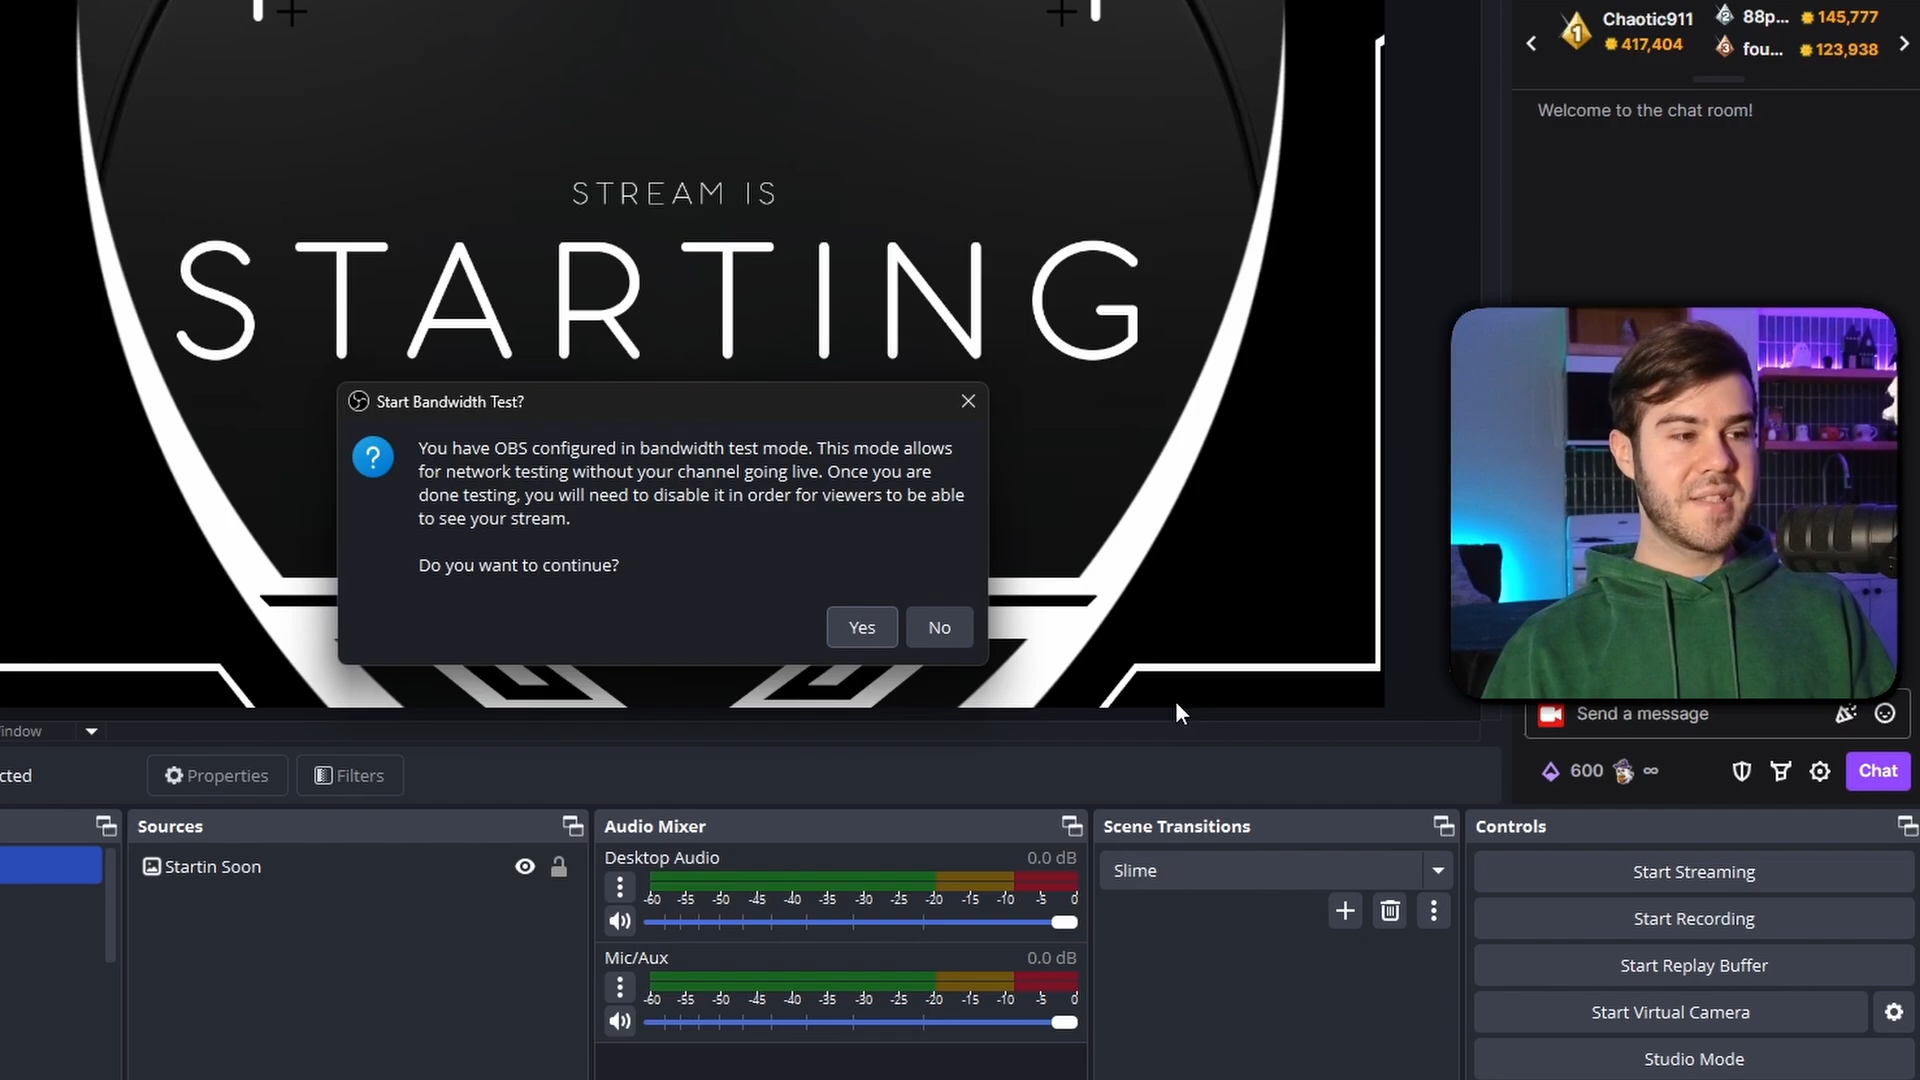 Chaotic911
417,404
88p...
145,777
fou...
123,938
Welcome to the chat room!
STREAM IS
STARTING
Start Bandwidth Test?
You have OBS configured in bandwidth test mode. This mode allows
for network testing without your channel going live. Once you are
done testing, you will need to disable it in order for viewers to be able
to see your stream.
Do you want to continue?
Yes
No
Send a message
600
∞
Chat
indow
cted
Properties
Filters
Sources
Startin Soon
Audio Mixer
Desktop Audio
0.0 dB
-60 -55 -50 -45 -40 -35 -30 -25 -20 -15 -10 -5 0
Mic/Aux
0.0 dB
-60 -55 -50 -45 -40 -35 -30 -25 -20 -15 -10 -5 0
Scene Transitions
Slime
Controls
Start Streaming
Start Recording
Start Replay Buffer
Start Virtual Camera
Studio Mode